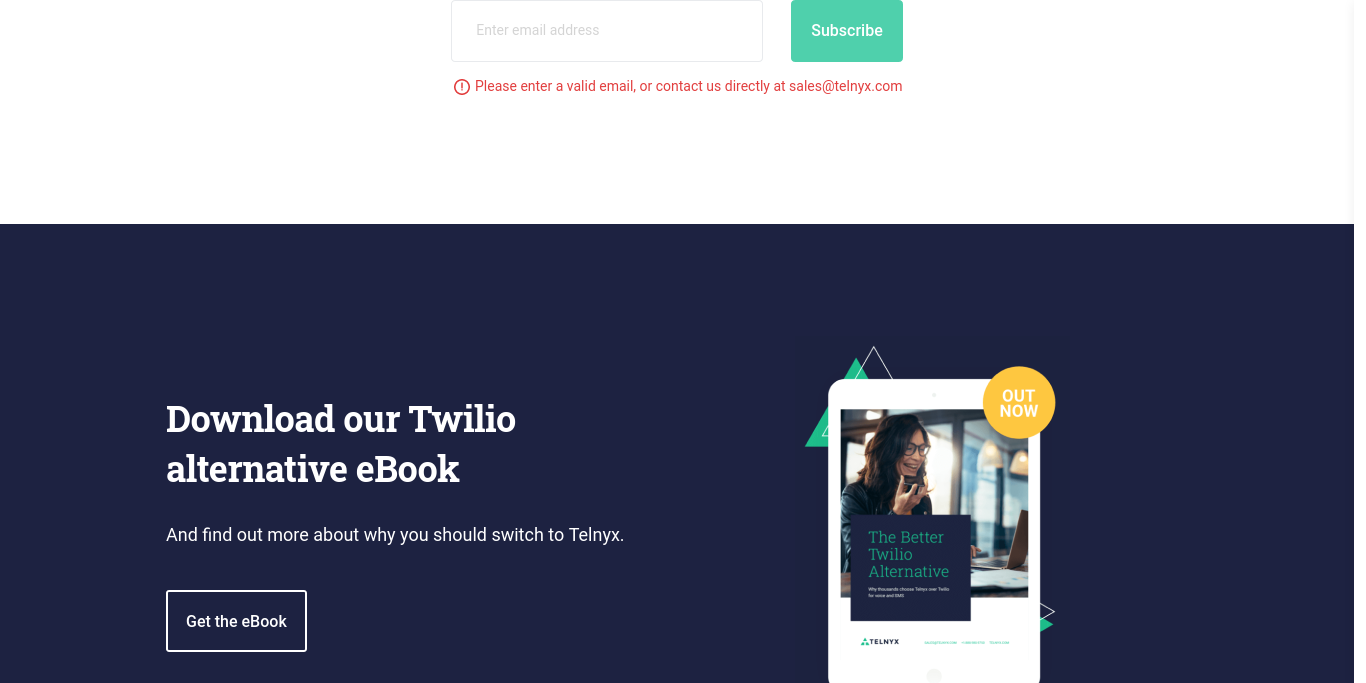 Enter email address
Subscribe
Please enter a valid email, or contact us directly at sales@telnyx.com
Download our Twilio
alternative eBook
And find out more about why you should switch to Telnyx.
Get the eBook
OUT
NOW
The Better
Twilio
Alternative
Why thousands choose Telnyx over Twilio
for voice and SMS
TELNYX